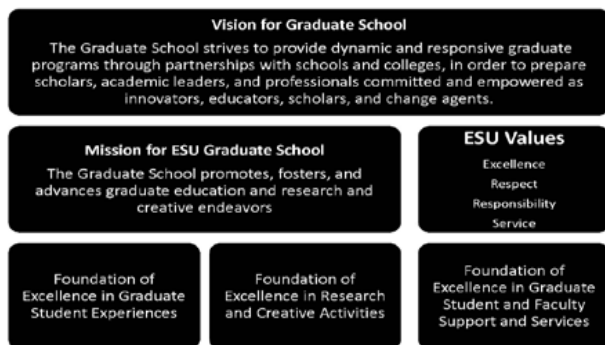 Vision for Graduate School
The Graduate School strives to provide dynamic and responsive graduate
programs through partnerships with schools and colleges, in order to prepare
scholars, academic leaders, and professionals committed and empowered as
innovators, educators, scholars, and change agents.
Mission for ESU Graduate School
The Graduate School promotes, fosters, and
advances graduate education and research and
creative endeavors
ESU Values
Excellence
Respect
Responsibility
Service
Foundation of
Excellence in Graduate
Student Experiences
Foundation of
Excellence in Research
and Creative Activities
Foundation of
Excellence in Graduate
Student and Faculty
Support and Services